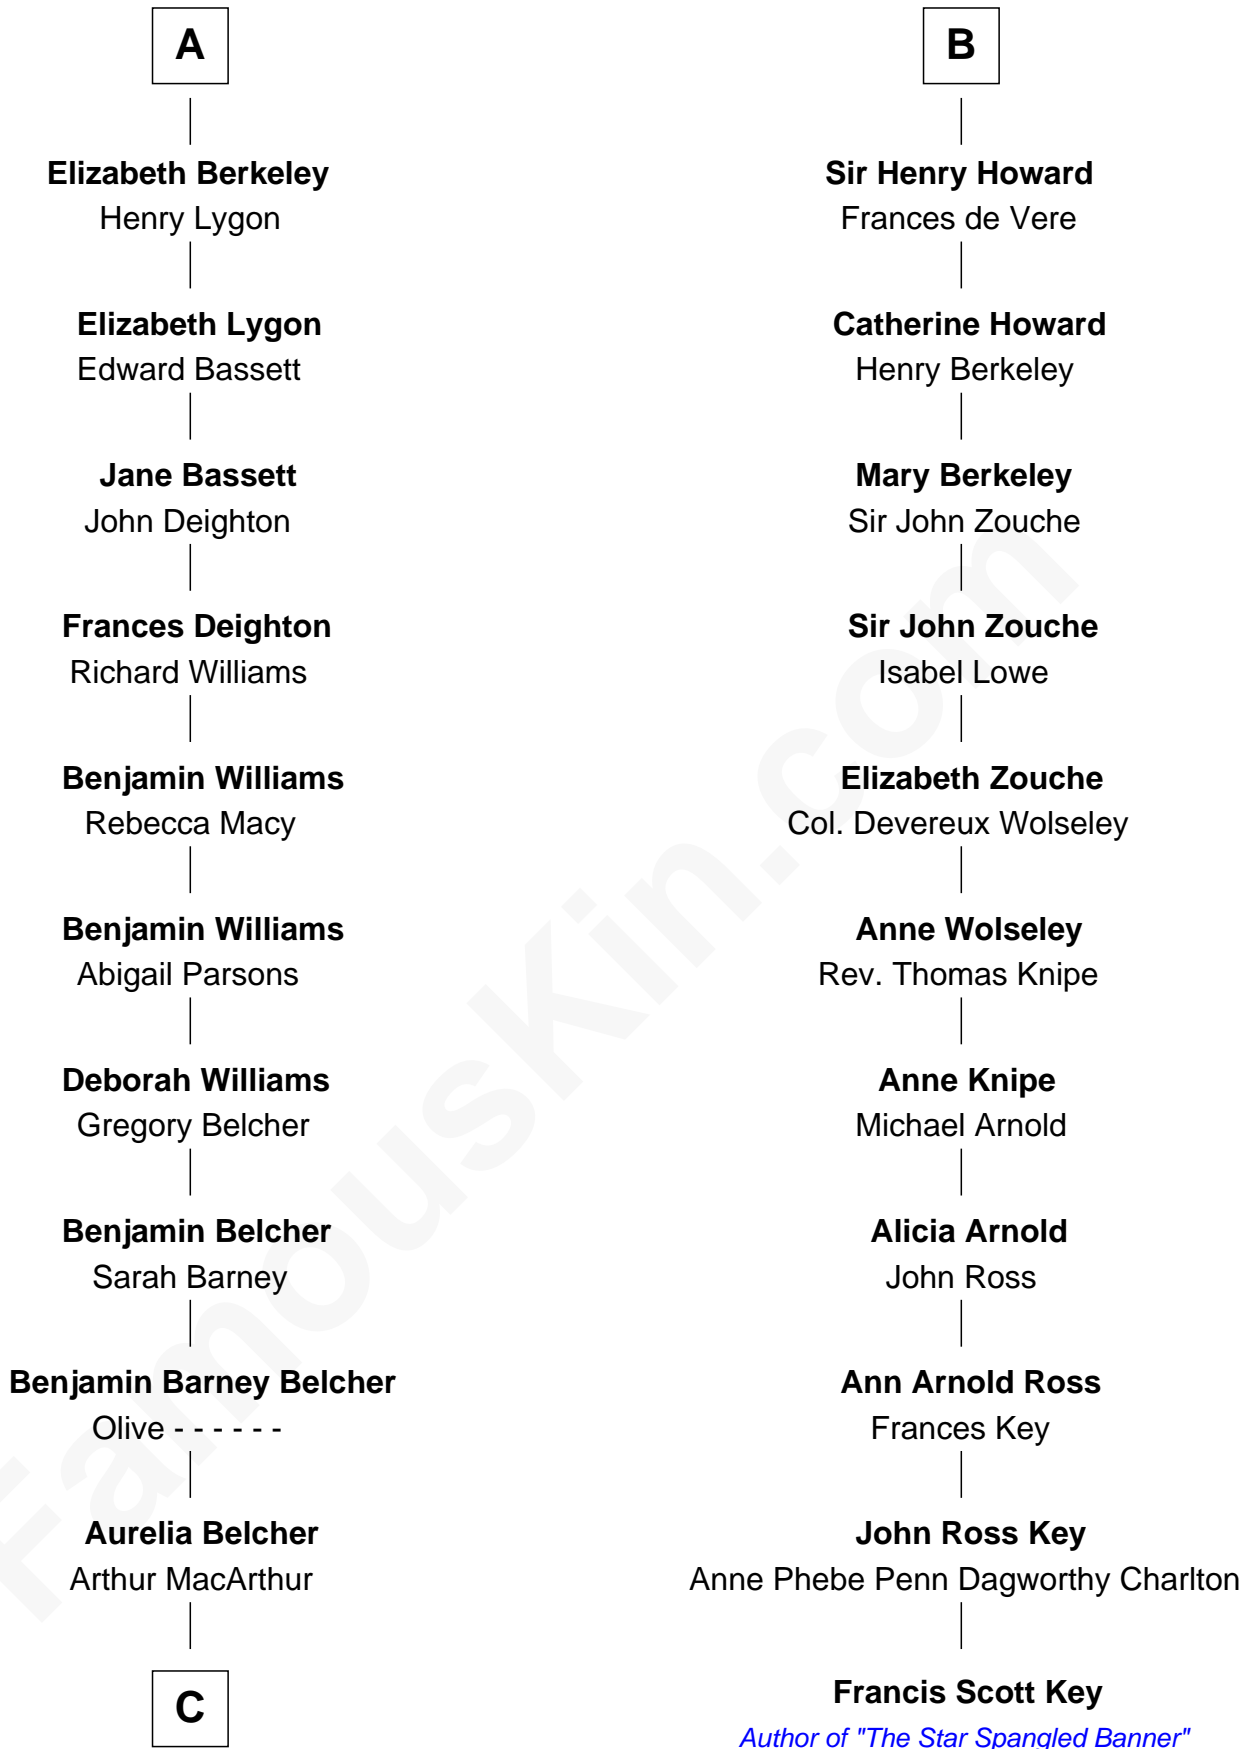 A
Elizabeth Berkeley
Henry Lygon
Elizabeth Lygon
Edward Bassett
Jane Bassett
John Deighton
Frances Deighton
Richard Williams
Benjamin Williams
Rebecca Macy
Benjamin Williams
Abigail Parsons
Deborah Williams
Gregory Belcher
Benjamin Belcher
Sarah Barney
Benjamin Barney Belcher
Olive - - - - - -
Aurelia Belcher
Arthur MacArthur
C
B
Sir Henry Howard
Frances de Vere
Catherine Howard
Henry Berkeley
Mary Berkeley
Sir John Zouche
Sir John Zouche
Isabel Lowe
Elizabeth Zouche
Col. Devereux Wolseley
Anne Wolseley
Rev. Thomas Knipe
Anne Knipe
Michael Arnold
Alicia Arnold
John Ross
Ann Arnold Ross
Frances Key
John Ross Key
Anne Phebe Penn Dagworthy Charlton
Francis Scott Key
Author of "The Star Spangled Banner"
FamousKin.com